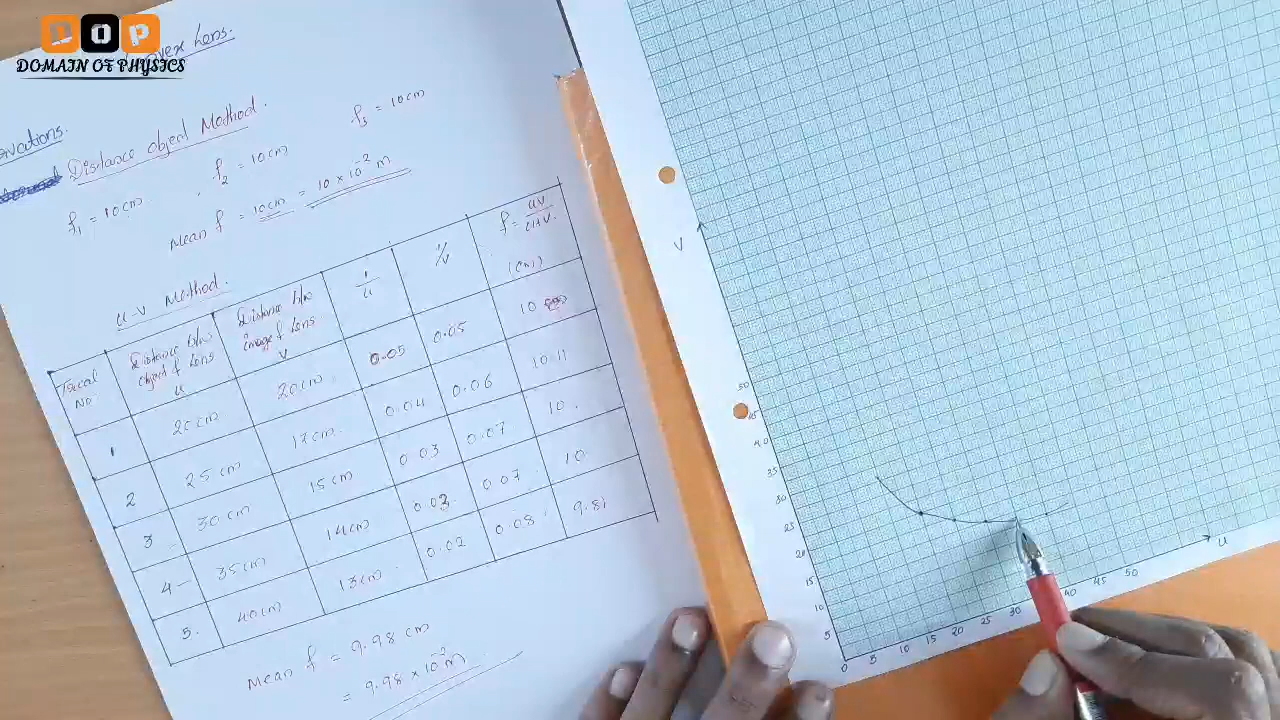 DOP
DOMAIN OF PHYSICS
Convex Lens.
Distance object Method.
f₁ = 10cm , f₂ = 10cm f₃ = 10cm
Mean f = 10cm = 10 × 10⁻² m
u-v Method.
Trial No. Distance b/w object & Lens u Distance b/w image & Lens v 1/u 1/v f = uv/u+v (cm)
1 20cm 20cm 0.05 0.05 10
2 25cm 17cm. 0.04 0.06 10.11
3 30cm 15cm 0.03 0.07 10.
4 35cm 14cm 0.03 0.07 10.
5. 40cm 13cm 0.02 0.08 9.81
Mean f = 9.98 cm
= 9.98 × 10⁻² m
V
50
45
40
35
30
25
20
15
10
5
0 5 10 15 20 25 30 40 45 50
u